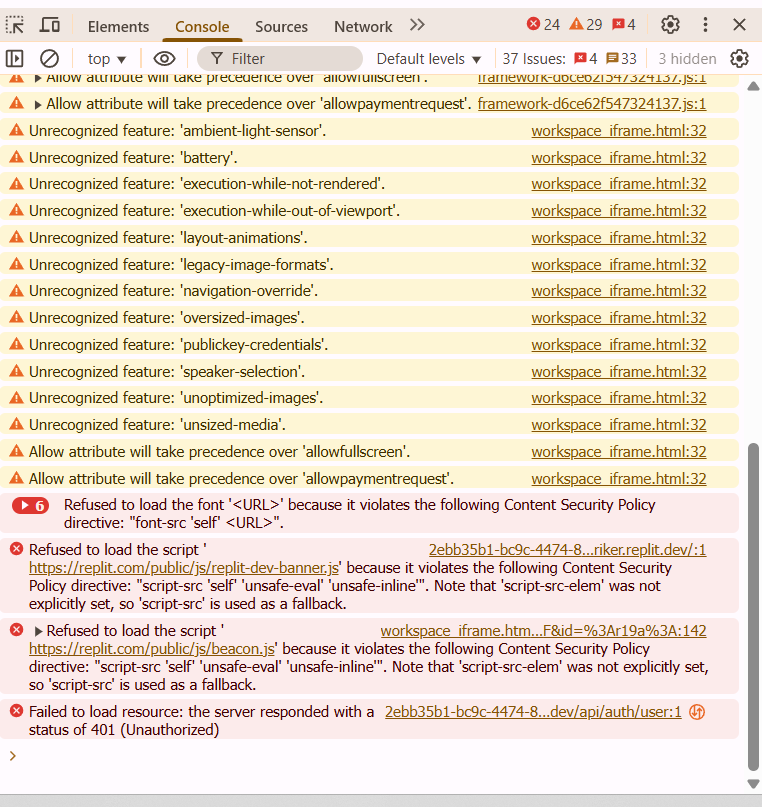 Elements Console Sources Network 24 29 4
top Filter Default levels 37 Issues: 4 33 3 hidden
Allow attribute will take precedence over 'allowfullscreen'. framework-d6ce62f547324137.js:1
Allow attribute will take precedence over 'allowpaymentrequest'. framework-d6ce62f547324137.js:1
Unrecognized feature: 'ambient-light-sensor'. workspace_iframe.html:32
Unrecognized feature: 'battery'. workspace_iframe.html:32
Unrecognized feature: 'execution-while-not-rendered'. workspace_iframe.html:32
Unrecognized feature: 'execution-while-out-of-viewport'. workspace_iframe.html:32
Unrecognized feature: 'layout-animations'. workspace_iframe.html:32
Unrecognized feature: 'legacy-image-formats'. workspace_iframe.html:32
Unrecognized feature: 'navigation-override'. workspace_iframe.html:32
Unrecognized feature: 'oversized-images'. workspace_iframe.html:32
Unrecognized feature: 'publickey-credentials'. workspace_iframe.html:32
Unrecognized feature: 'speaker-selection'. workspace_iframe.html:32
Unrecognized feature: 'unoptimized-images'. workspace_iframe.html:32
Unrecognized feature: 'unsized-media'. workspace_iframe.html:32
Allow attribute will take precedence over 'allowfullscreen'. workspace_iframe.html:32
Allow attribute will take precedence over 'allowpaymentrequest'. workspace_iframe.html:32
6 Refused to load the font '<URL>' because it violates the following Content Security Policy
directive: "font-src 'self' <URL>".
Refused to load the script ' 2ebb35b1-bc9c-4474-8…riker.replit.dev/:1
https://replit.com/public/js/replit-dev-banner.js' because it violates the following Content Security
Policy directive: "script-src 'self' 'unsafe-eval' 'unsafe-inline'". Note that 'script-src-elem' was not
explicitly set, so 'script-src' is used as a fallback.
Refused to load the script ' workspace_iframe.htm…F&id=%3Ar19a%3A:142
https://replit.com/public/js/beacon.js' because it violates the following Content Security Policy
directive: "script-src 'self' 'unsafe-eval' 'unsafe-inline'". Note that 'script-src-elem' was not explicitly set,
so 'script-src' is used as a fallback.
Failed to load resource: the server responded with a 2ebb35b1-bc9c-4474-8…dev/api/auth/user:1
status of 401 (Unauthorized)